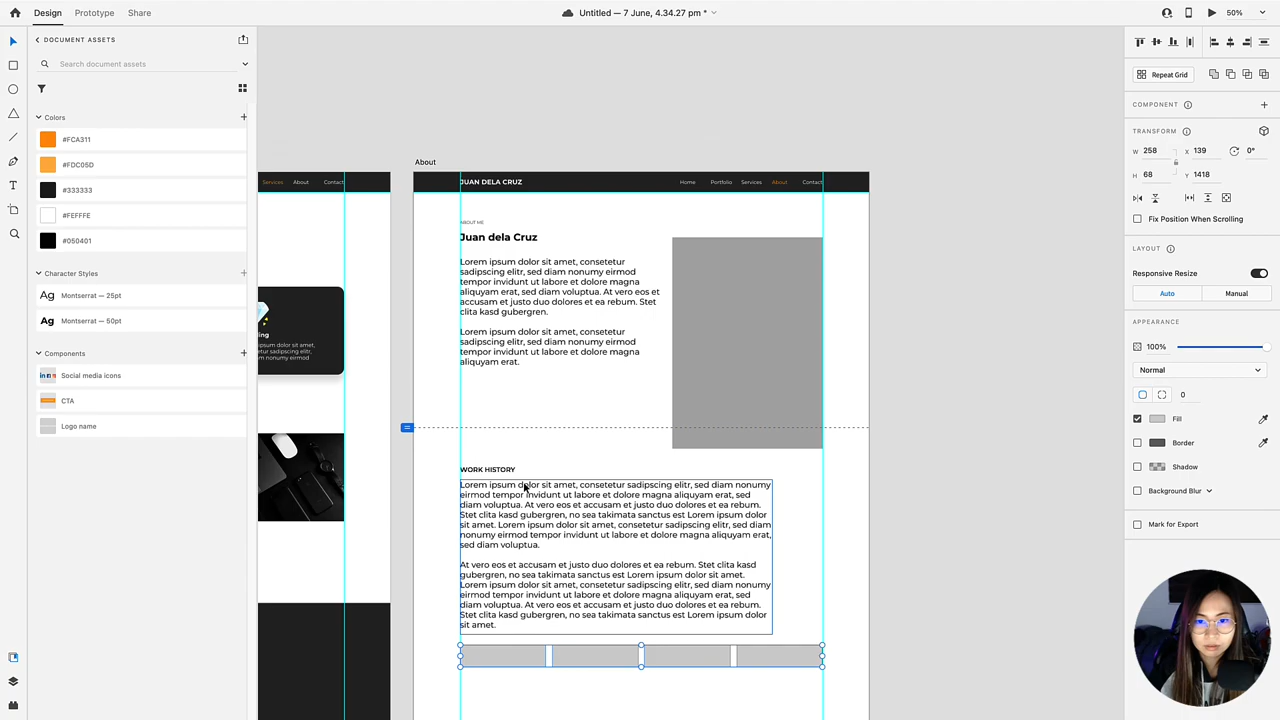 Design Prototype Share
Untitled — 7 June, 4.34.27 pm *
50%
DOCUMENT ASSETS
Search document assets
Colors
#FCA311
#FDC05D
#333333
#FEFFFE
#050401
Character Styles
Ag Montserrat — 25pt
Ag Montserrat — 50pt
Components
Social media icons
CTA
Logo name
Services About Contact
ing
or sit amet,
etur sadipscing elitr,
m nonumy eirmod
About
JUAN DELA CRUZ
Home Portfolio Services About Contact
ABOUT ME
Juan dela Cruz
Lorem ipsum dolor sit amet, consetetur
sadipscing elitr, sed diam nonumy eirmod
tempor invidunt ut labore et dolore magna
aliquyam erat, sed diam voluptua. At vero eos et
accusam et justo duo dolores et ea rebum. Stet
clita kasd gubergren.
Lorem ipsum dolor sit amet, consetetur
sadipscing elitr, sed diam nonumy eirmod
tempor invidunt ut labore et dolore magna
aliquyam erat.
WORK HISTORY
Lorem ipsum dolor sit amet, consetetur sadipscing elitr, sed diam nonumy
eirmod tempor invidunt ut labore et dolore magna aliquyam erat, sed
diam voluptua. At vero eos et accusam et justo duo dolores et ea rebum.
Stet clita kasd gubergren, no sea takimata sanctus est Lorem ipsum dolor
sit amet. Lorem ipsum dolor sit amet, consetetur sadipscing elitr, sed diam
nonumy eirmod tempor invidunt ut labore et dolore magna aliquyam erat,
sed diam voluptua.
At vero eos et accusam et justo duo dolores et ea rebum. Stet clita kasd
gubergren, no sea takimata sanctus est Lorem ipsum dolor sit amet.
Lorem ipsum dolor sit amet, consetetur sadipscing elitr, sed diam nonumy
eirmod tempor invidunt ut labore et dolore magna aliquyam erat, sed
diam voluptua. At vero eos et accusam et justo duo dolores et ea rebum.
Stet clita kasd gubergren, no sea takimata sanctus est Lorem ipsum dolor
sit amet.
Repeat Grid
COMPONENT
TRANSFORM
W 258 X 139 0°
H 68 Y 1418
Fix Position When Scrolling
LAYOUT
Responsive Resize
Auto Manual
APPEARANCE
100%
Normal
0
Fill
Border
Shadow
Background Blur
Mark for Export